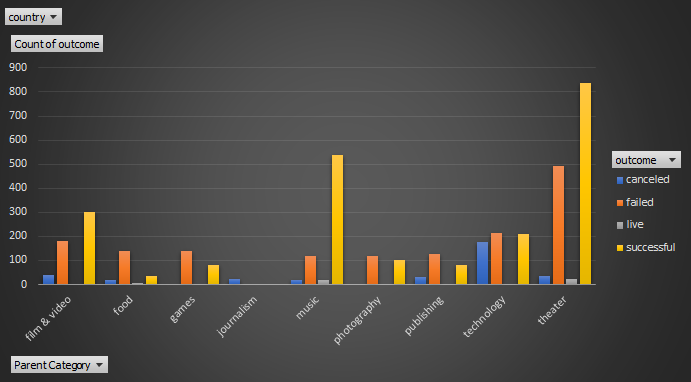 country
Count of outcome
900
800
700
600
500
400
300
200
100
0
film & video
food
games
journalism
music
photography
publishing
technology
theater
outcome
canceled
failed
live
successful
Parent Category